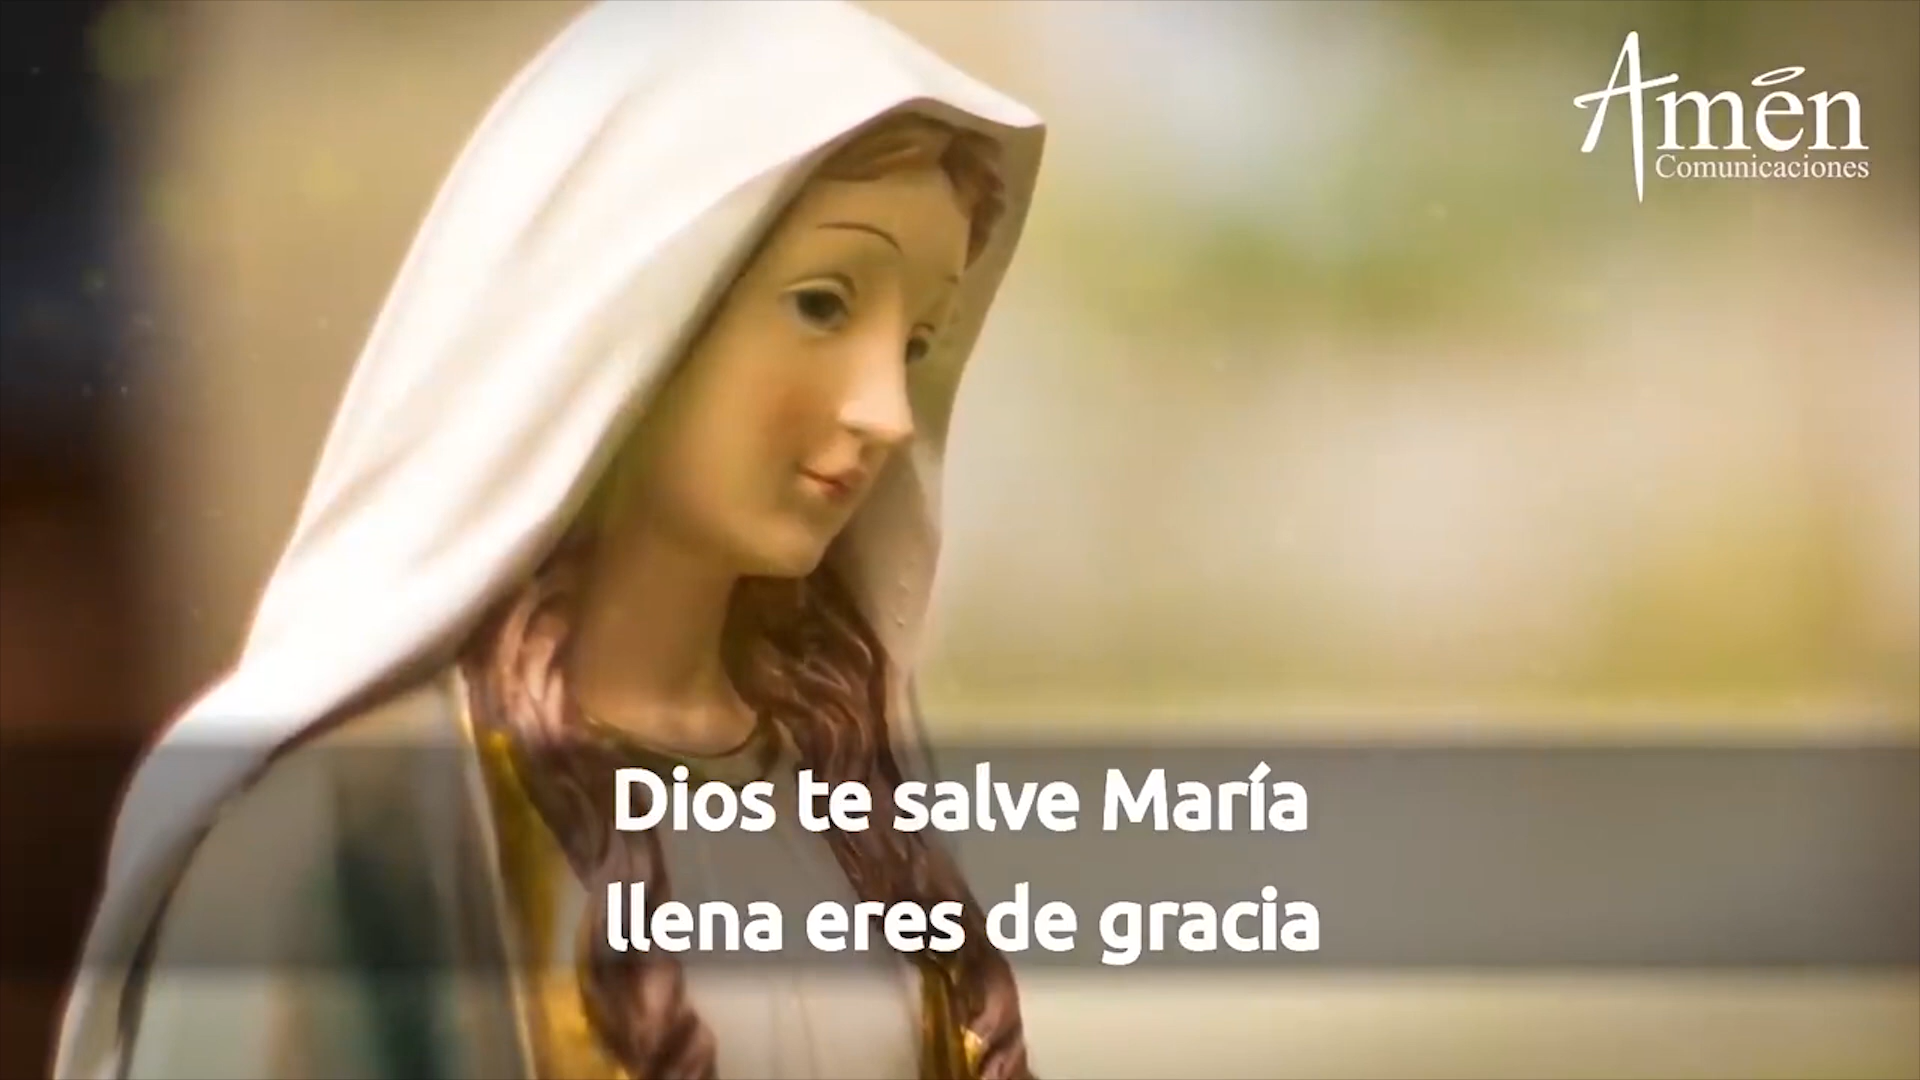 Amén
Comunicaciones
Dios te salve María
llena eres de gracia